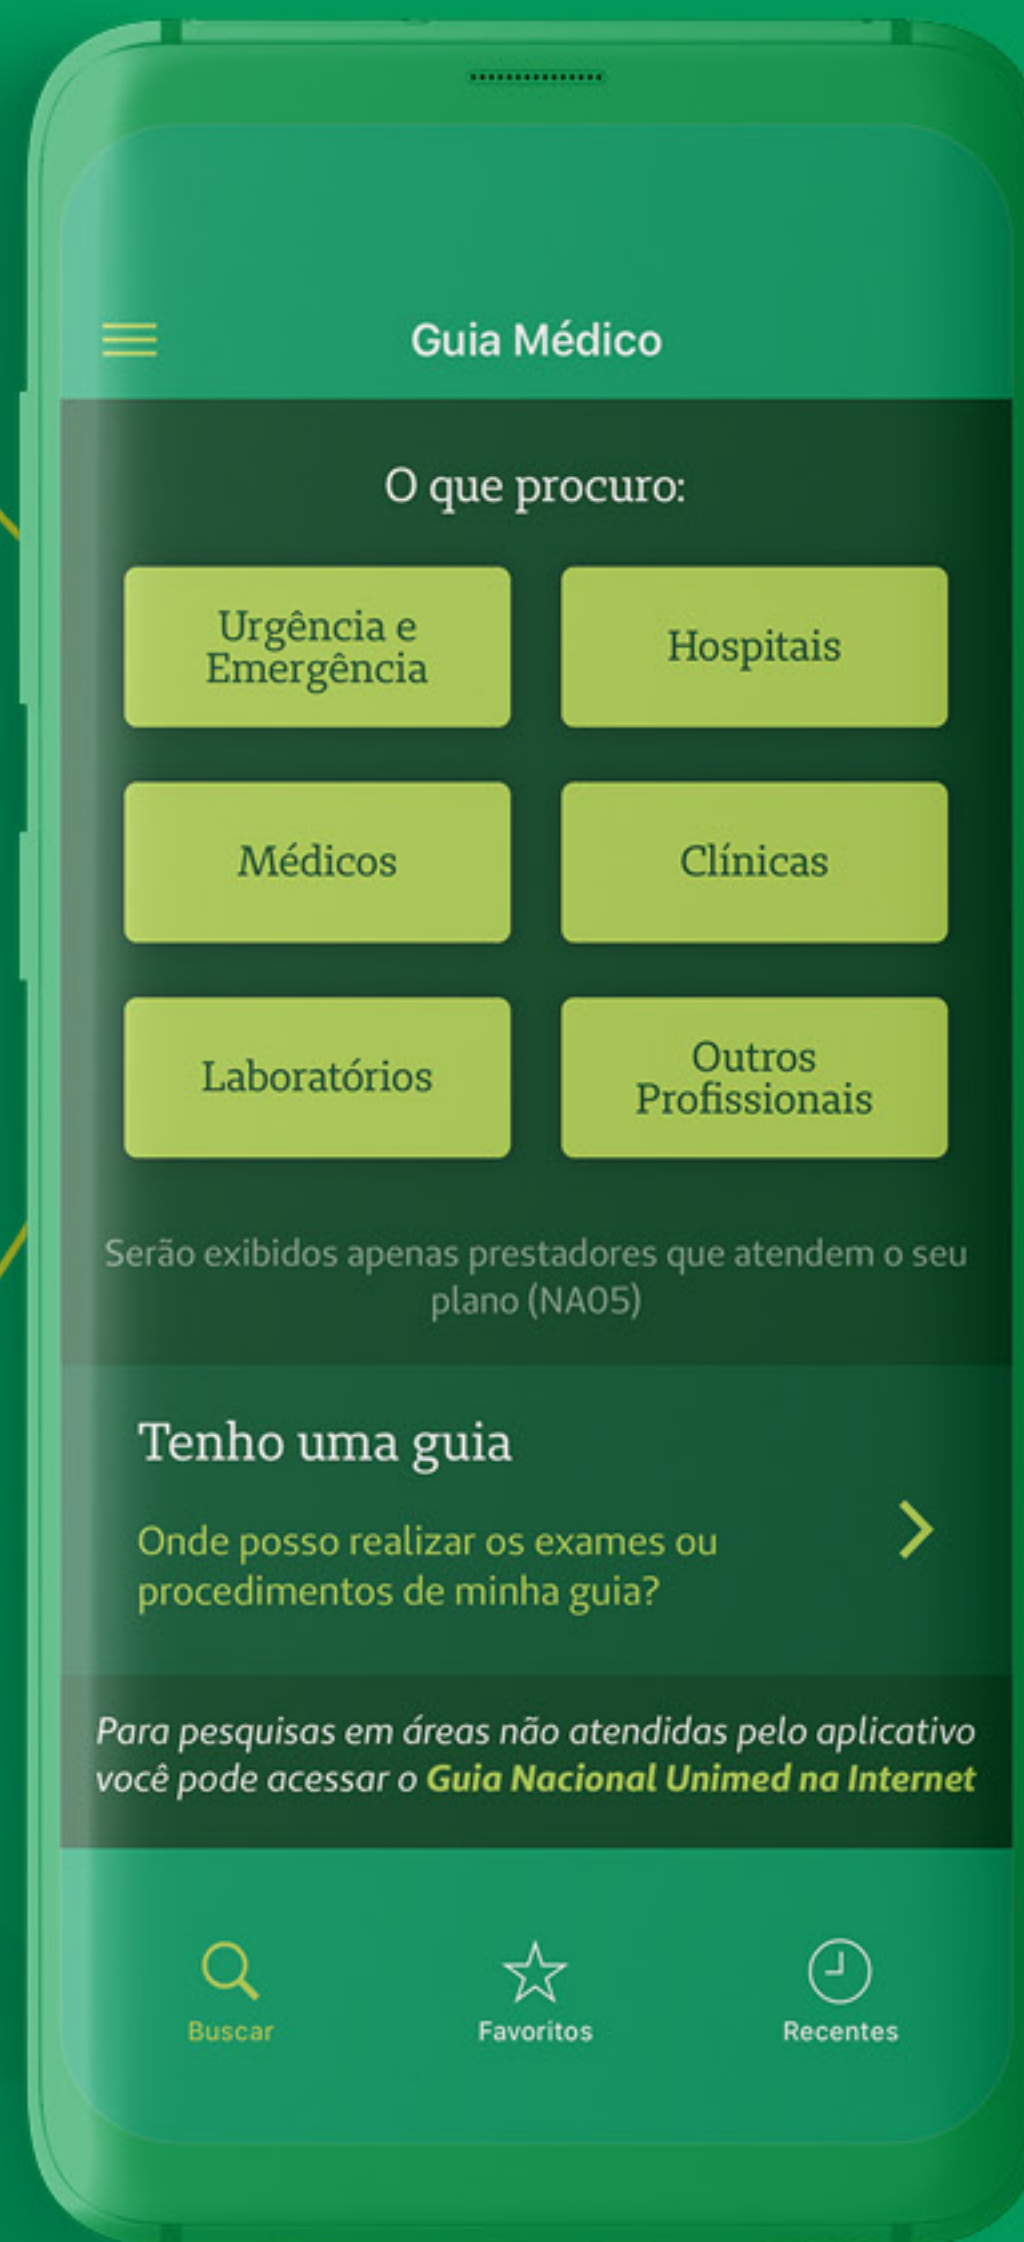 Guia Médico
O que procuro:
Urgência e
Emergência
Hospitais
Médicos
Clínicas
Laboratórios
Outros
Profissionais
Serão exibidos apenas prestadores que atendem o seu
plano (NA05)
Tenho uma guia
Onde posso realizar os exames ou
procedimentos de minha guia?
Para pesquisas em áreas não atendidas pelo aplicativo
você pode acessar o Guia Nacional Unimed na Internet
Buscar
Favoritos
Recentes